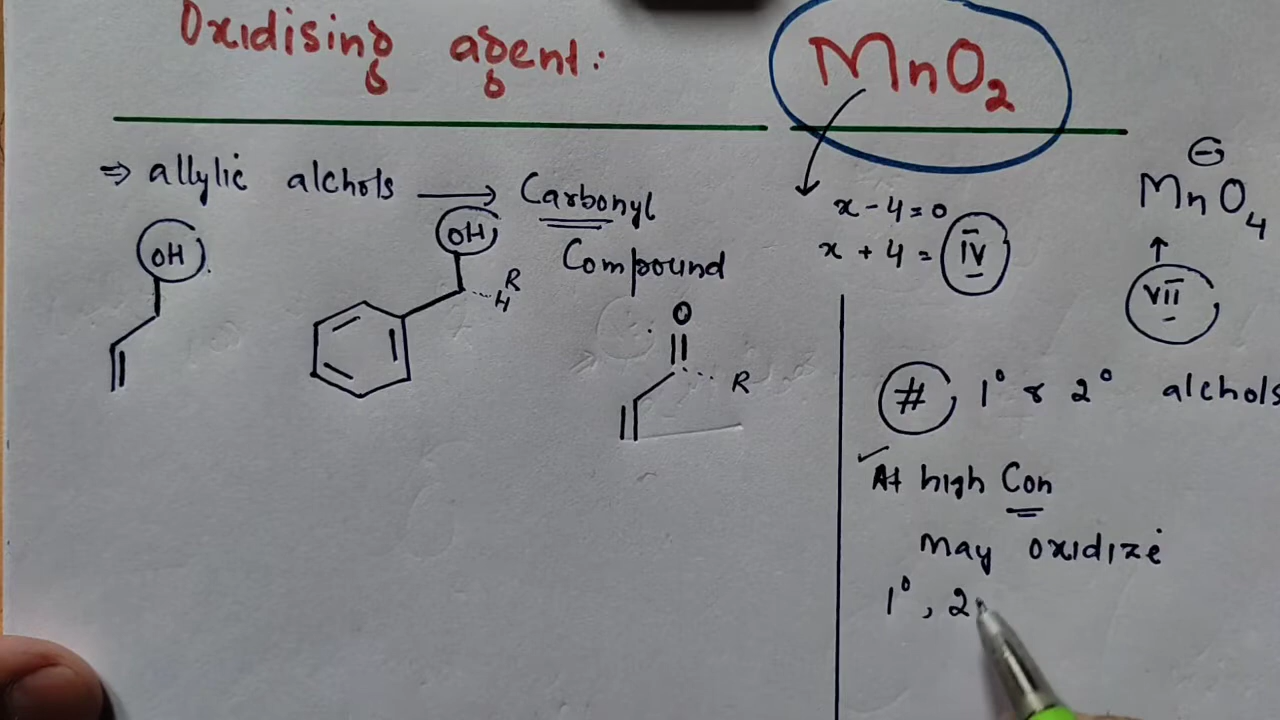 Oxidising agent: MnO₂
⇒ allylic alchols ⟶ Carbonyl
Compound
OH
OH
R
H
O
R
x - 4 = 0
x + 4 = IV
MnO₄ ⊖
↑
VII
# 1° & 2° alchols
✓ At high Con
may oxidize
1°, 2